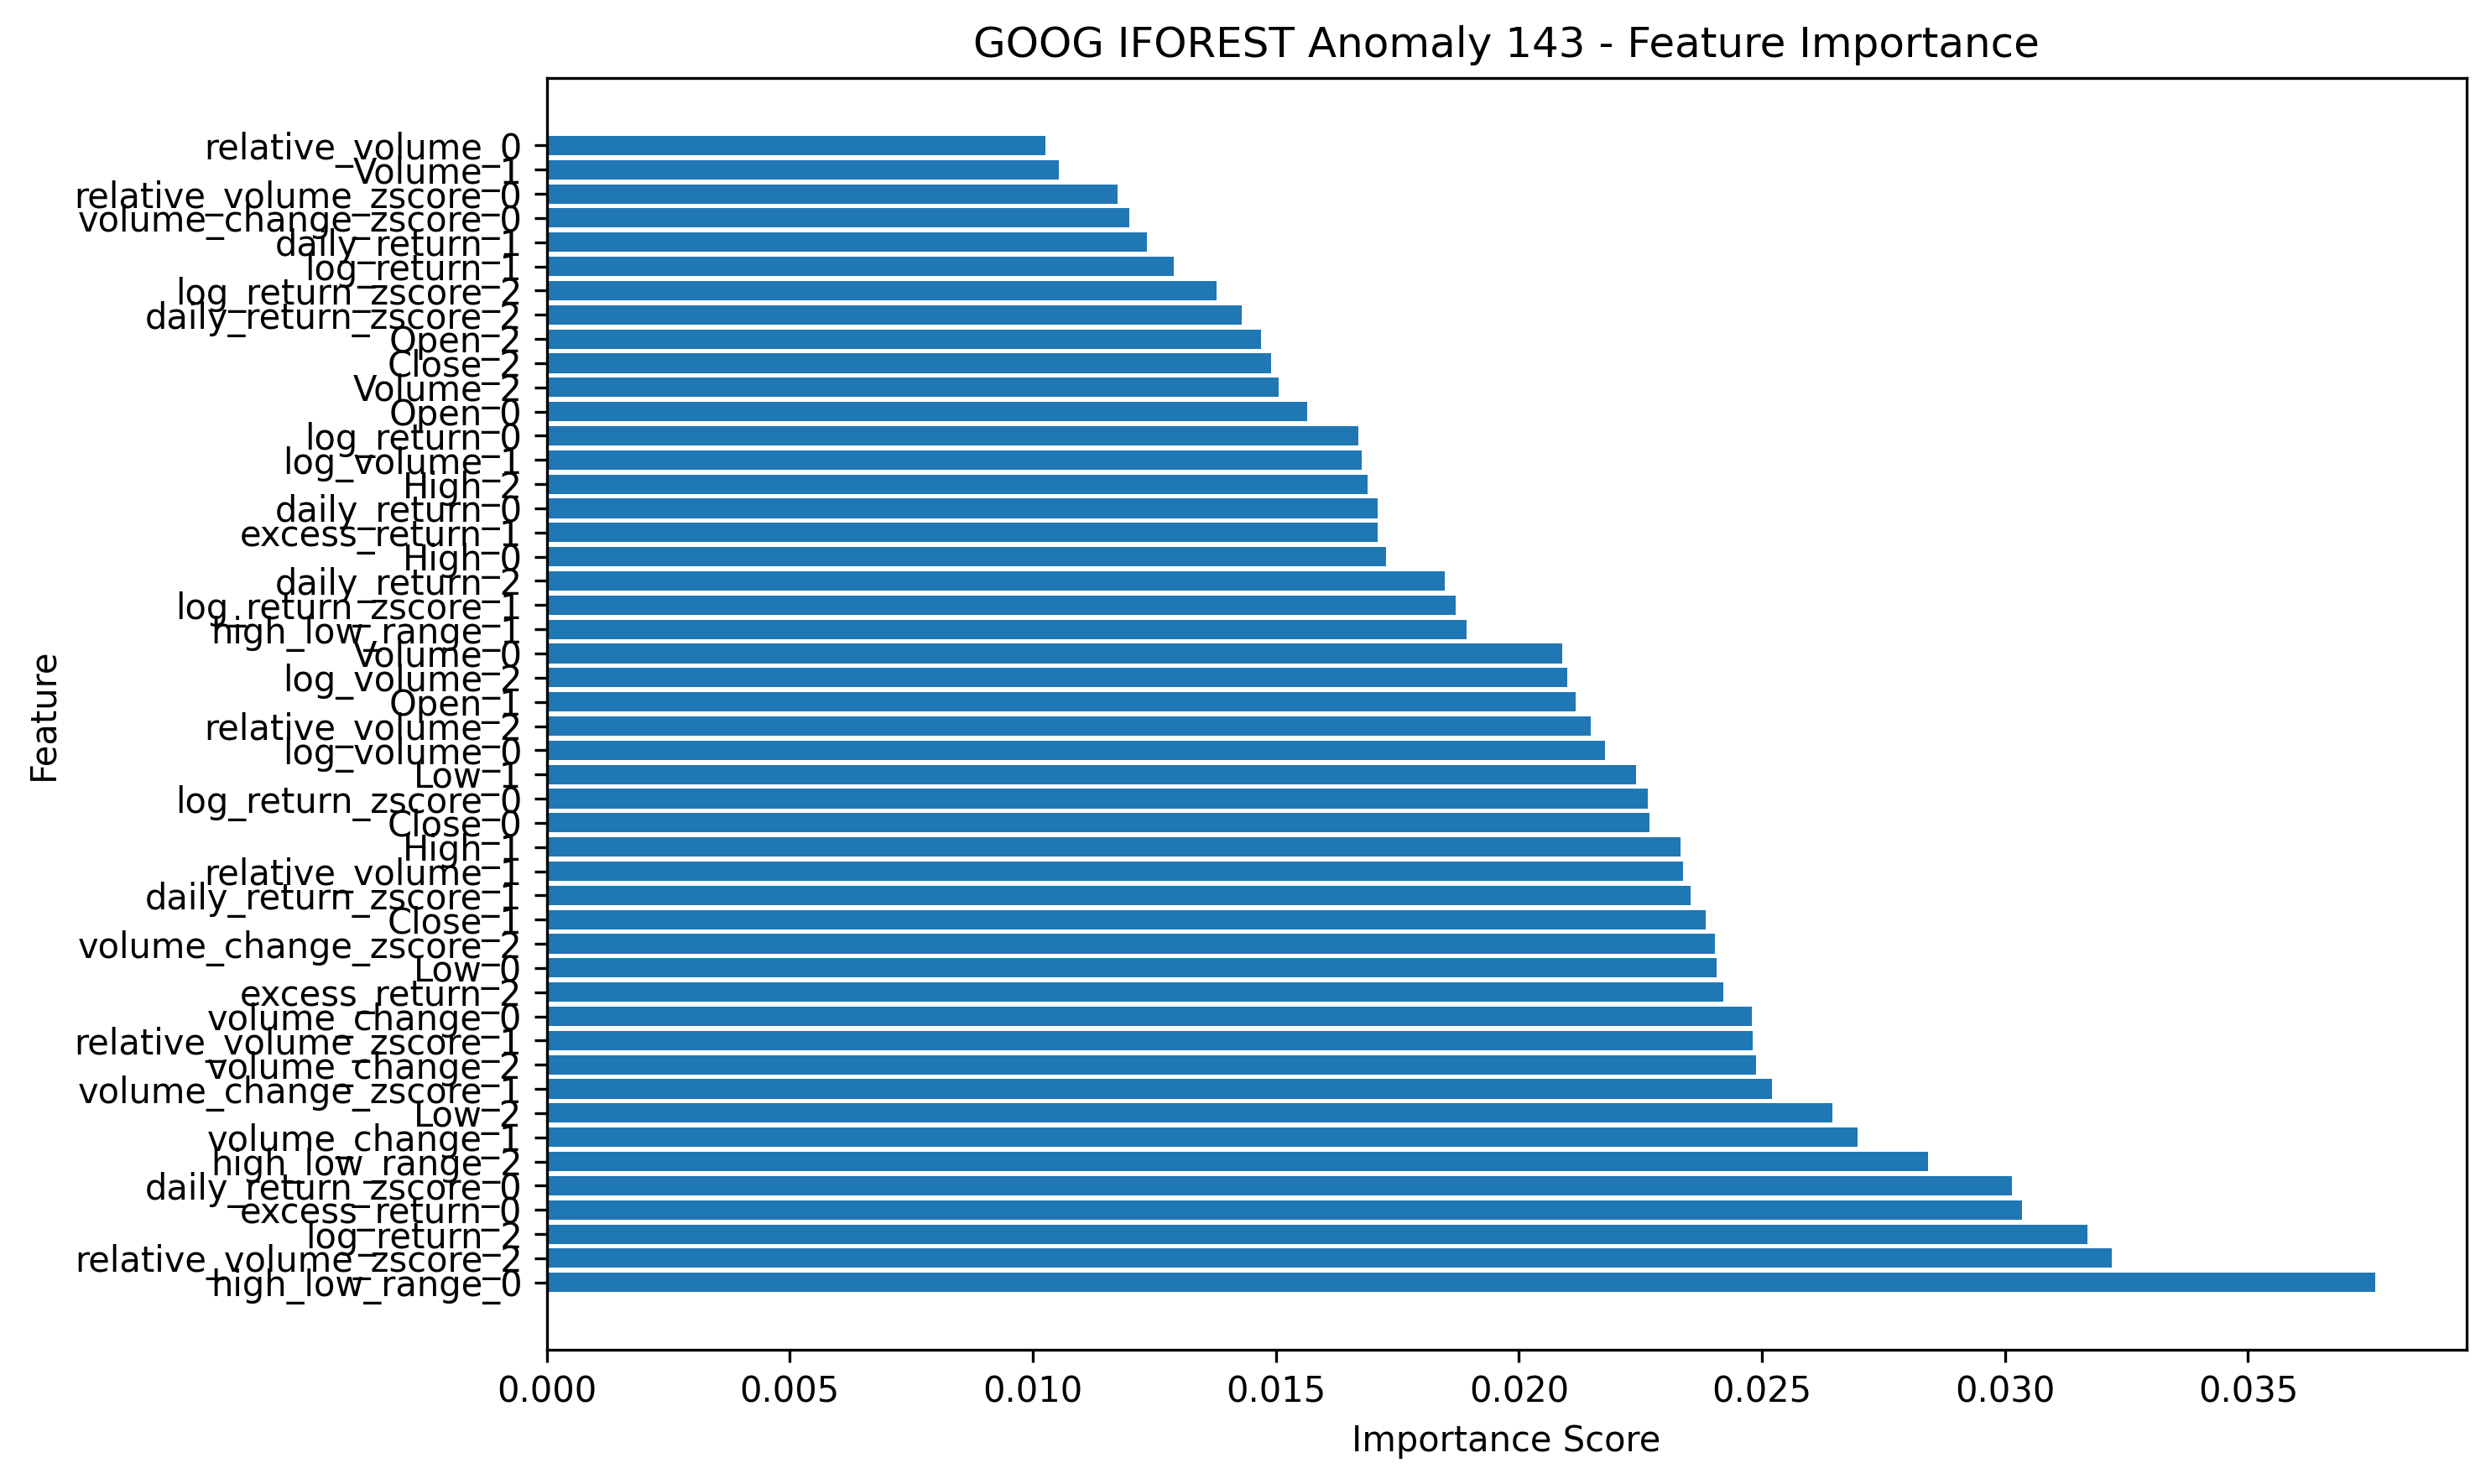 GOOG IFOREST Anomaly 143 - Feature Importance
relative_volume_0
Volume_1
relative_volume_zscore_0
volume_change_zscore_0
daily_return_1
log_return_1
log_return_zscore_2
daily_return_zscore_2
Open_2
Close_2
Volume_2
Open_0
log_return_0
log_volume_1
High_2
daily_return_0
excess_return_1
High_0
daily_return_2
log_return_zscore_1
high_low_range_1
Volume_0
log_volume_2
Open_1
relative_volume_2
log_volume_0
Low_1
log_return_zscore_0
Close_0
High_1
relative_volume_1
daily_return_zscore_1
Close_1
volume_change_zscore_2
Low_0
excess_return_2
volume_change_0
relative_volume_zscore_1
volume_change_2
volume_change_zscore_1
Low_2
volume_change_1
high_low_range_2
daily_return_zscore_0
excess_return_0
log_return_2
relative_volume_zscore_2
high_low_range_0
Feature
0.000 0.005 0.010 0.015 0.020 0.025 0.030 0.035
Importance Score